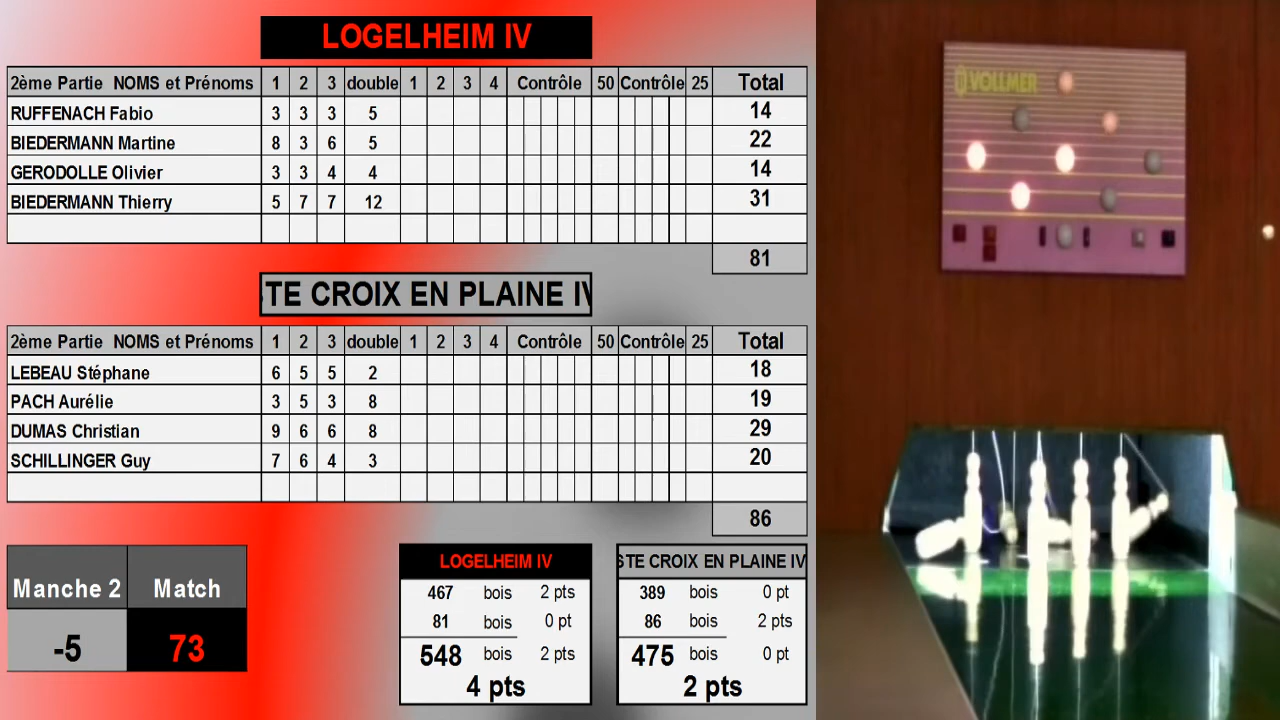 LOGELHEIM IV
2ème Partie NOMS et Prénoms 1 2 3 double 1 2 3 4 Contrôle 50 Contrôle 25 Total
RUFFENACH Fabio 3 3 3 5 14
BIEDERMANN Martine 8 3 6 5 22
GERODOLLE Olivier 3 3 4 4 14
BIEDERMANN Thierry 5 7 7 12 31
81
STE CROIX EN PLAINE IV
2ème Partie NOMS et Prénoms 1 2 3 double 1 2 3 4 Contrôle 50 Contrôle 25 Total
LEBEAU Stéphane 6 5 5 2 18
PACH Aurélie 3 5 3 8 19
DUMAS Christian 9 6 6 8 29
SCHILLINGER Guy 7 6 4 3 20
86
Manche 2 Match
-5 73
LOGELHEIM IV
467 bois 2 pts
81 bois 0 pt
548 bois 2 pts
4 pts
STE CROIX EN PLAINE IV
389 bois 0 pt
86 bois 2 pts
475 bois 0 pt
2 pts
VOLLMER